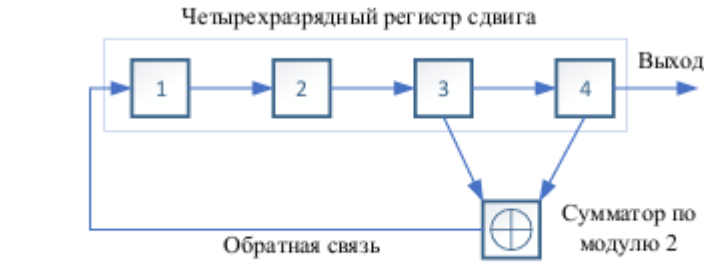 Четырехразрядный регистр сдвига
Выход
1 2 3 4
Сумматор по
модулю 2
Обратная связь